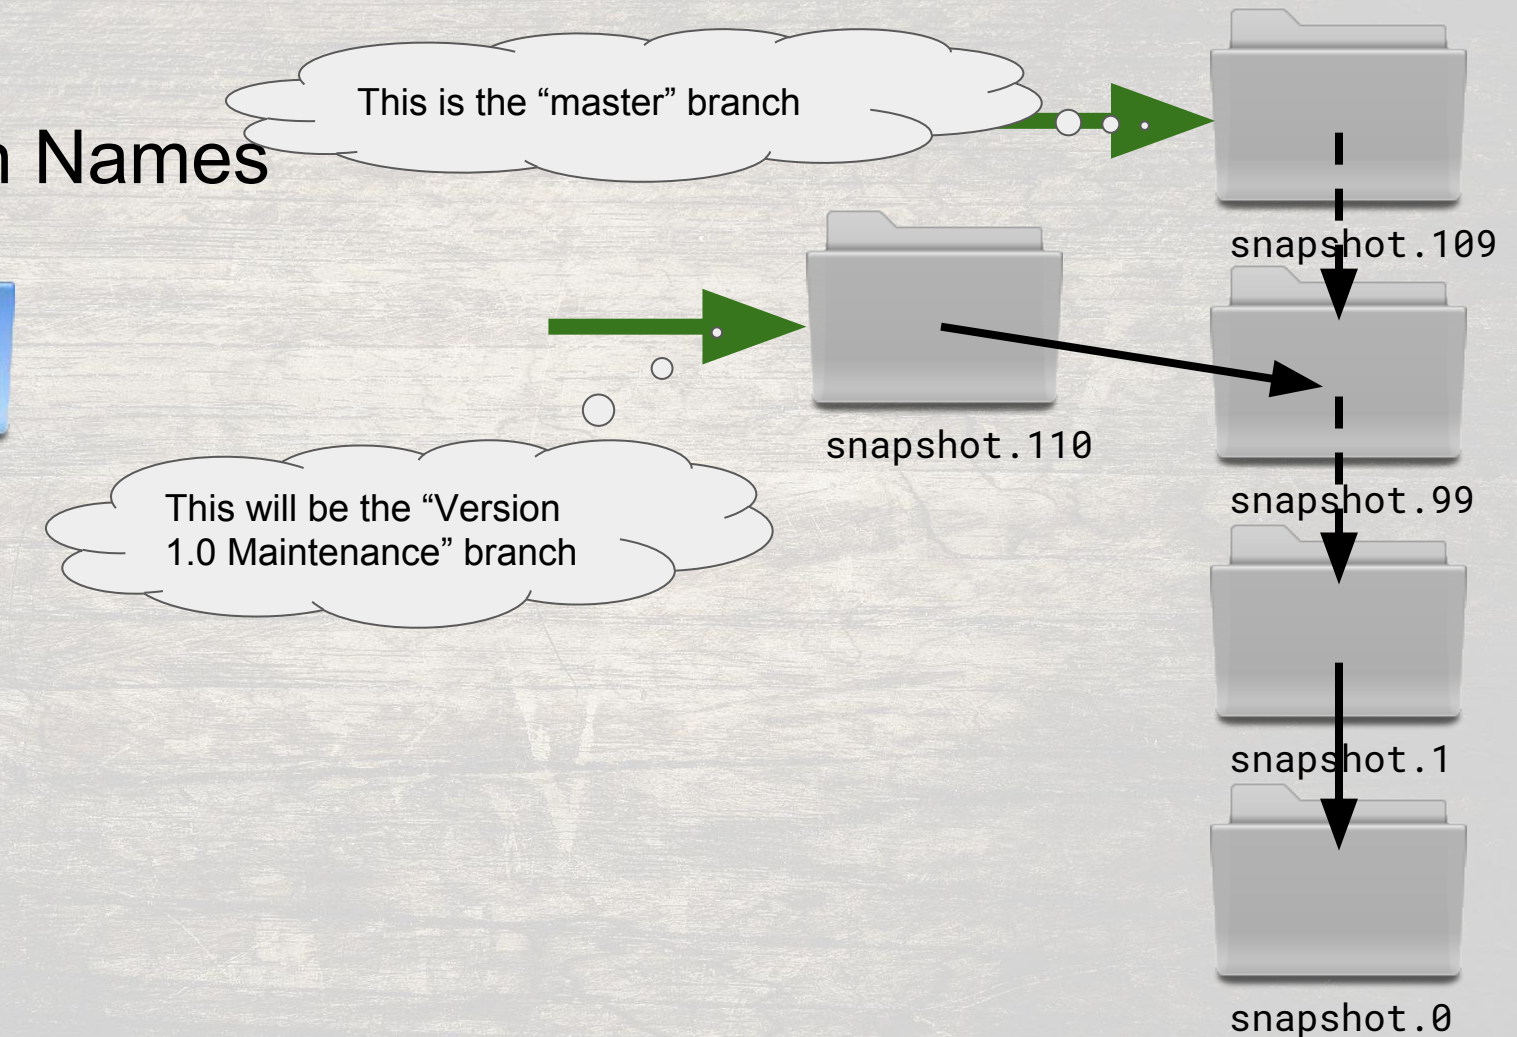 This is the “master” branch
Names
snapshot.109
snapshot.110
snapshot.99
This will be the “Version
1.0 Maintenance” branch
snapshot.1
snapshot.0